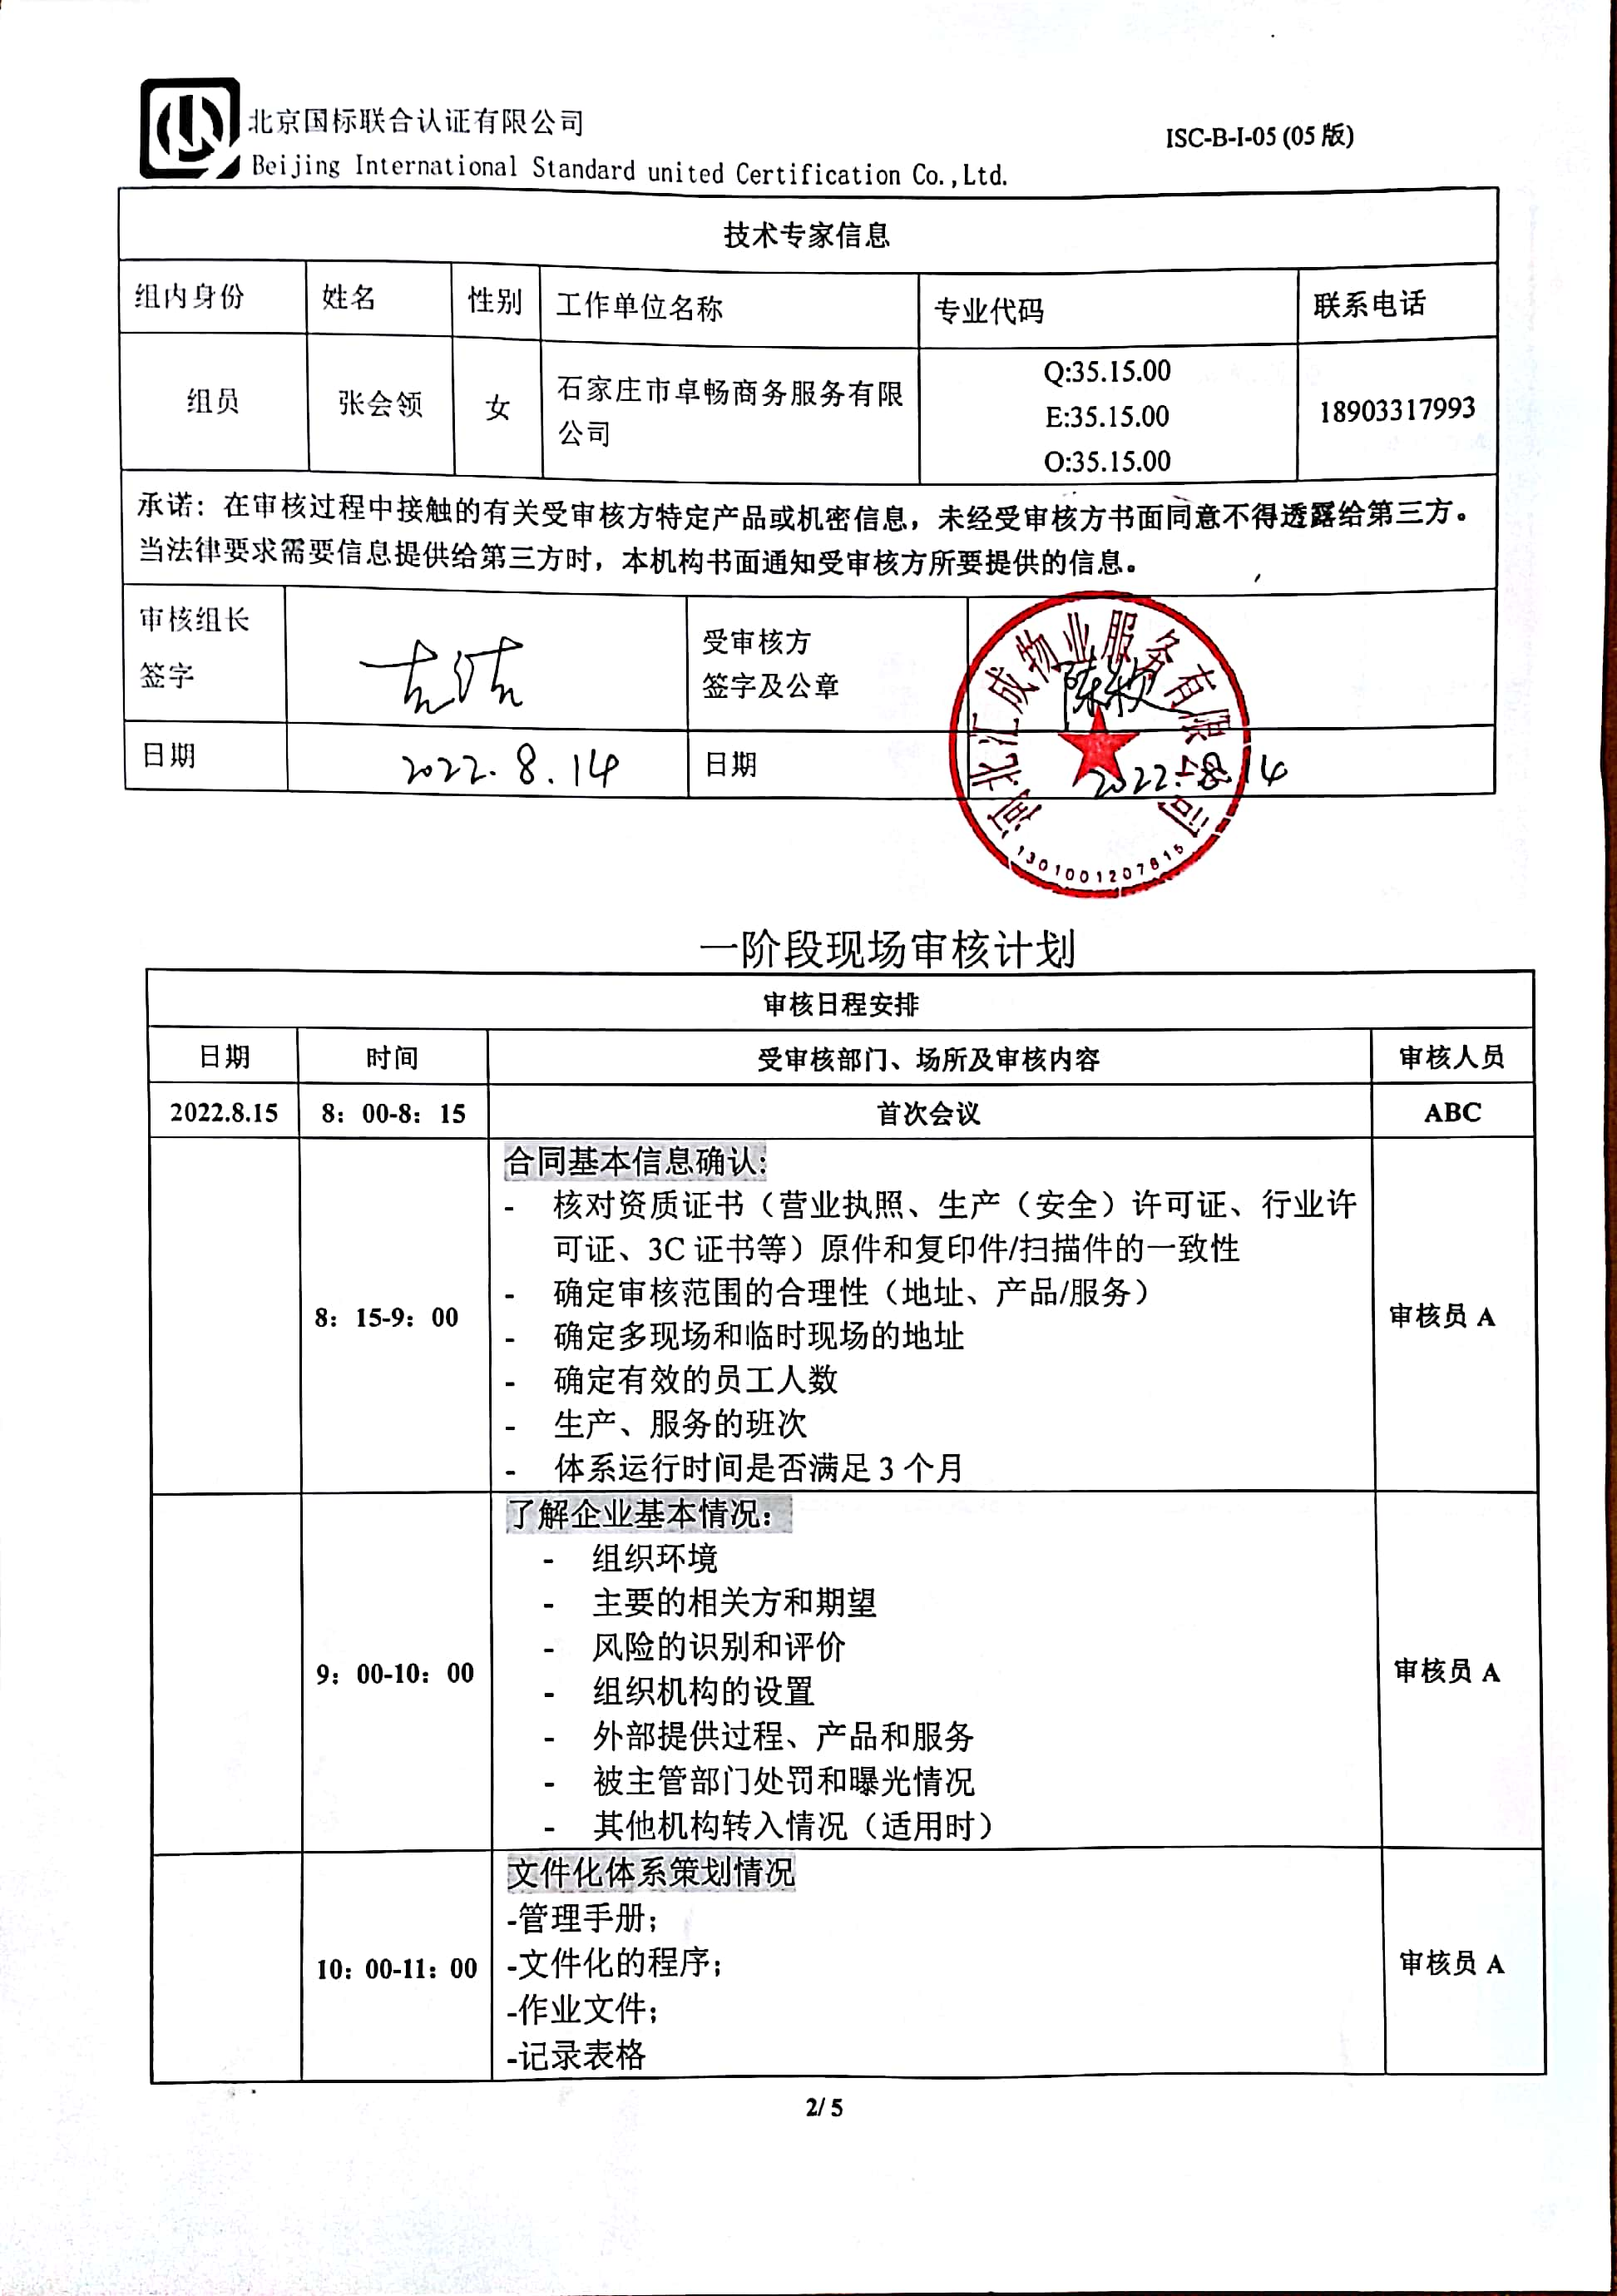 北京国标联合认证有限公司
ISC-B-I-05 (05 版)
Beijing International Standard united Certification Co.,Ltd.
技术专家信息
组内身份 姓名 性别 工作单位名称 专业代码 联系电话
组员 张会领 女 石家庄市卓畅商务服务有限公司 Q:35.15.00 E:35.15.00 O:35.15.00 18903317993
承诺：在审核过程中接触的有关受审核方特定产品或机密信息，未经受审核方书面同意不得透露给第三方。
当法律要求需要信息提供给第三方时，本机构书面通知受审核方所要提供的信息。
审核组长
签字
受审核方
签字及公章
日期 2022.8.14 日期 2022.8.14
河北汇成物业服务有限公司
1301001207615
一阶段现场审核计划
审核日程安排
日期 时间 受审核部门、场所及审核内容 审核人员
2022.8.15 8：00-8：15 首次会议 ABC
合同基本信息确认:
- 核对资质证书（营业执照、生产（安全）许可证、行业许
可证、3C 证书等）原件和复印件/扫描件的一致性
- 确定审核范围的合理性（地址、产品/服务）
8：15-9：00
审核员 A
- 确定多现场和临时现场的地址
- 确定有效的员工人数
- 生产、服务的班次
- 体系运行时间是否满足 3 个月
了解企业基本情况：
- 组织环境
- 主要的相关方和期望
- 风险的识别和评价
9：00-10：00
审核员 A
- 组织机构的设置
- 外部提供过程、产品和服务
- 被主管部门处罚和曝光情况
- 其他机构转入情况（适用时）
文件化体系策划情况
-管理手册；
10：00-11：00 -文件化的程序； 审核员 A
-作业文件；
-记录表格
2/ 5